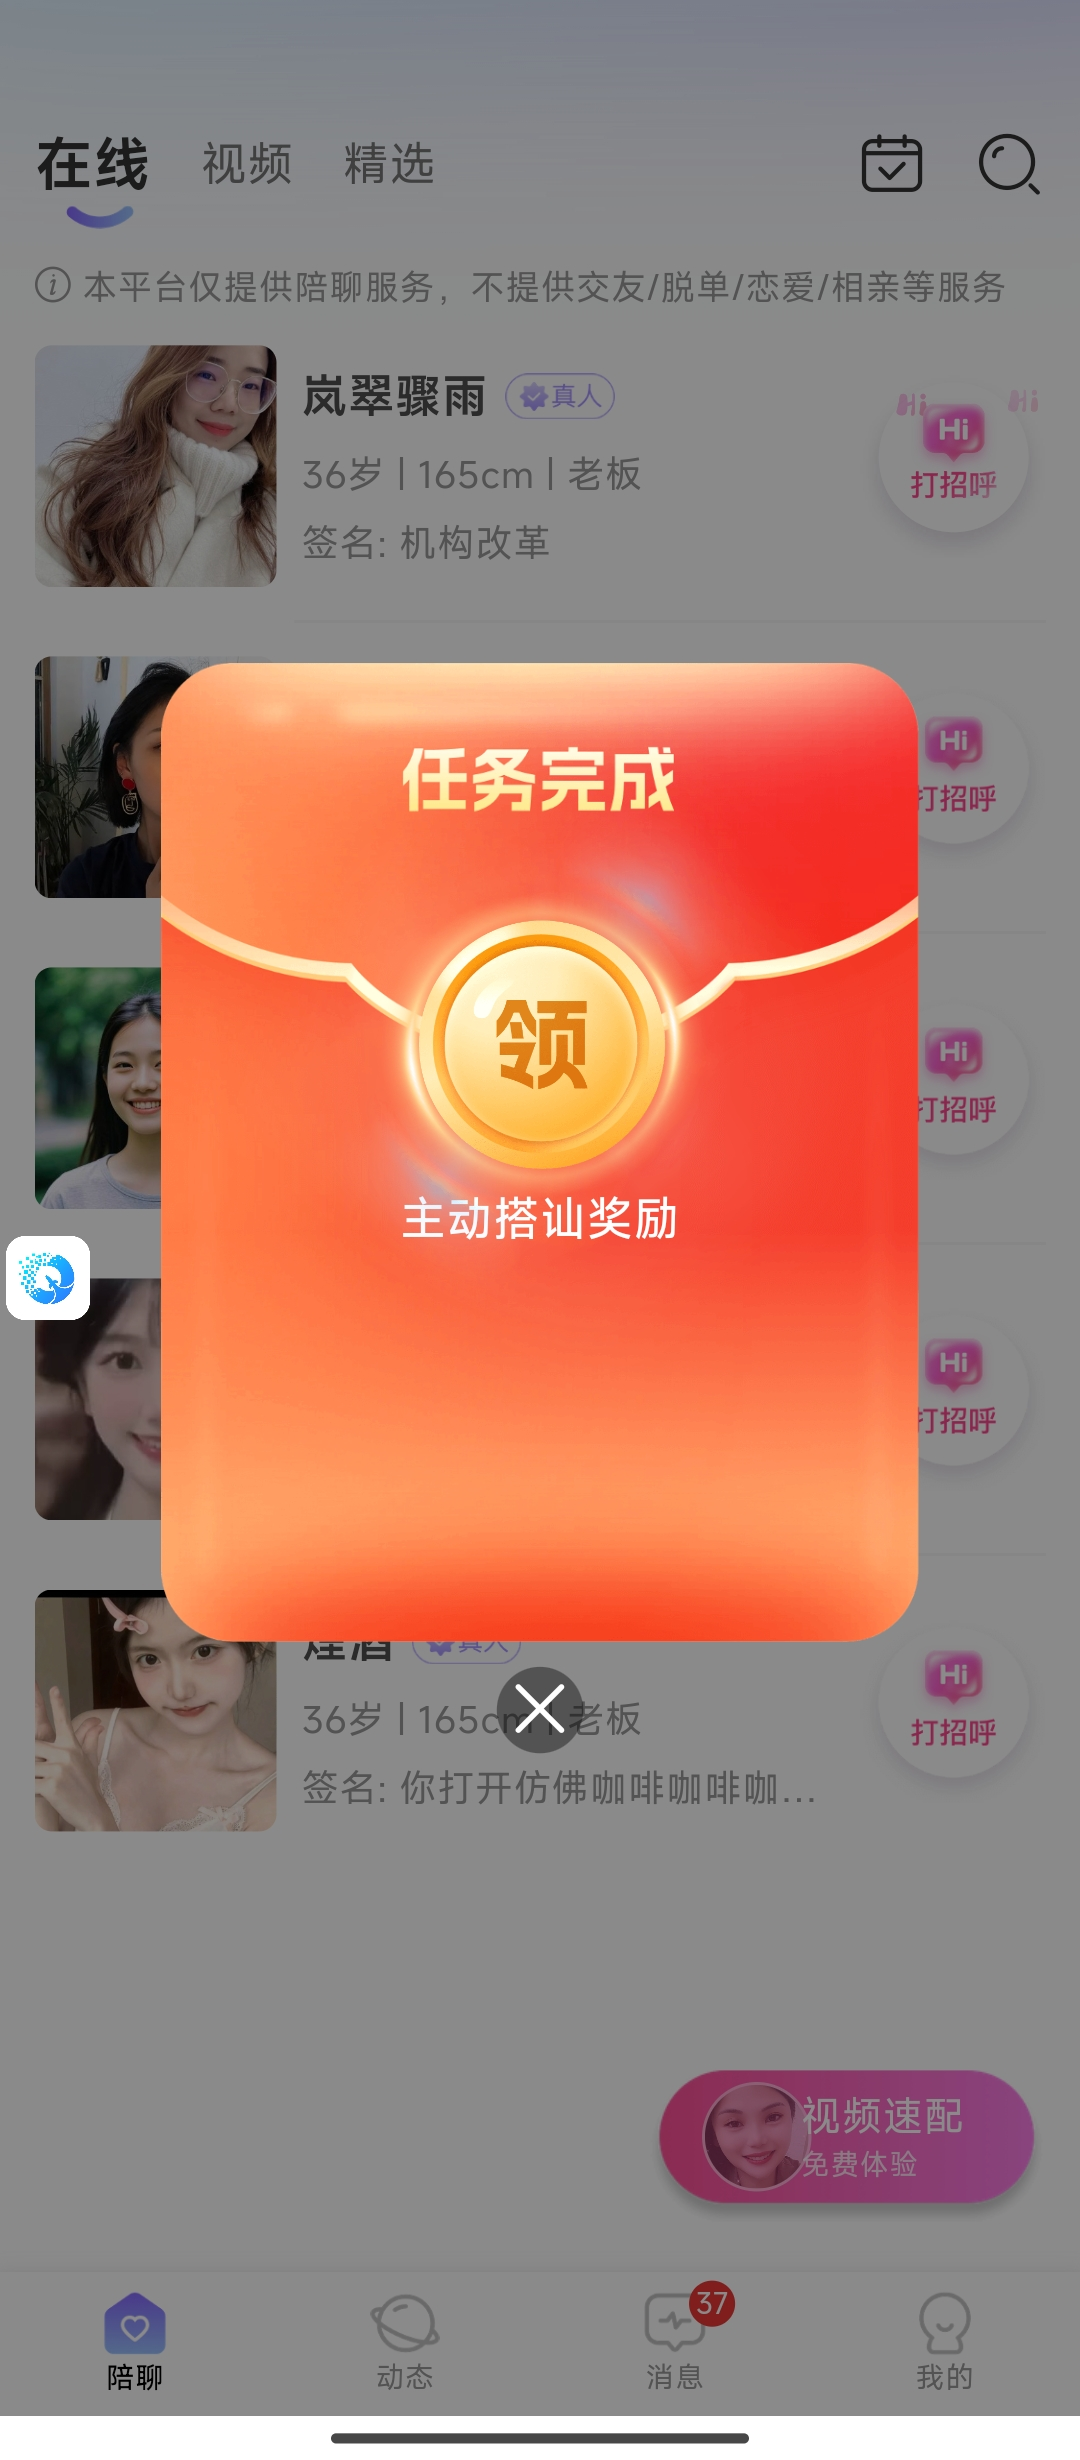 在线 视频 精选
本平台仅提供陪聊服务，不提供交友/脱单/恋爱/相亲等服务
岚翠骤雨 真人
36岁 | 165cm | 老板
签名: 机构改革
Hi Hi Hi
打招呼
Hi
打招呼
Hi
打招呼
Hi
打招呼
任务完成
领
主动搭讪奖励
真人
36岁 | 165cm | 老板
签名: 你打开仿佛咖啡咖啡咖...
Hi
打招呼
视频速配
免费体验
陪聊 动态 消息 我的
37